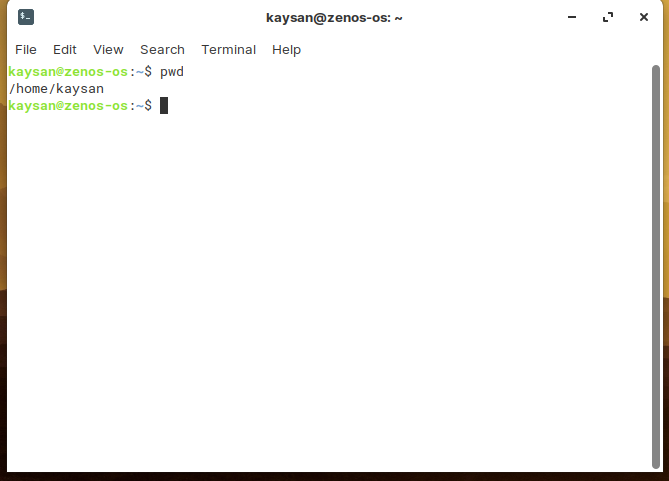 $_
kaysan@zenos-os: ~
File Edit View Search Terminal Help
kaysan@zenos-os:~$ pwd
/home/kaysan
kaysan@zenos-os:~$